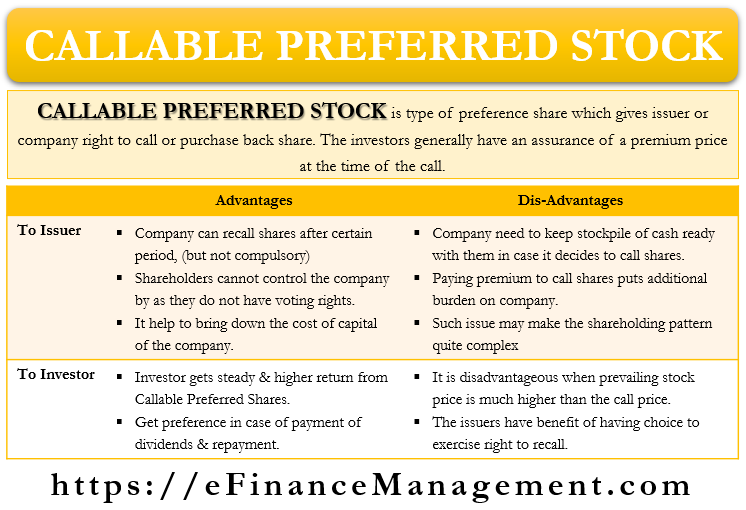 CALLABLE PREFERRED STOCK
CALLABLE PREFERRED STOCK is type of preference share which gives issuer or
company right to call or purchase back share. The investors generally have an assurance of a premium price
at the time of the call.
Advantages
Dis-Advantages
To Issuer
▪ Company can recall shares after certain
period, (but not compulsory)
▪ Shareholders cannot control the company
by as they do not have voting rights.
▪ It help to bring down the cost of capital
of the company.
▪ Company need to keep stockpile of cash ready
with them in case it decides to call shares.
▪ Paying premium to call shares puts additional
burden on company.
▪ Such issue may make the shareholding pattern
quite complex
To Investor
▪ Investor gets steady & higher return from
Callable Preferred Shares.
▪ Get preference in case of payment of
dividends & repayment.
▪ It is disadvantageous when prevailing stock
price is much higher than the call price.
▪ The issuers have benefit of having choice to
exercise right to recall.
https://eFinanceManagement.com